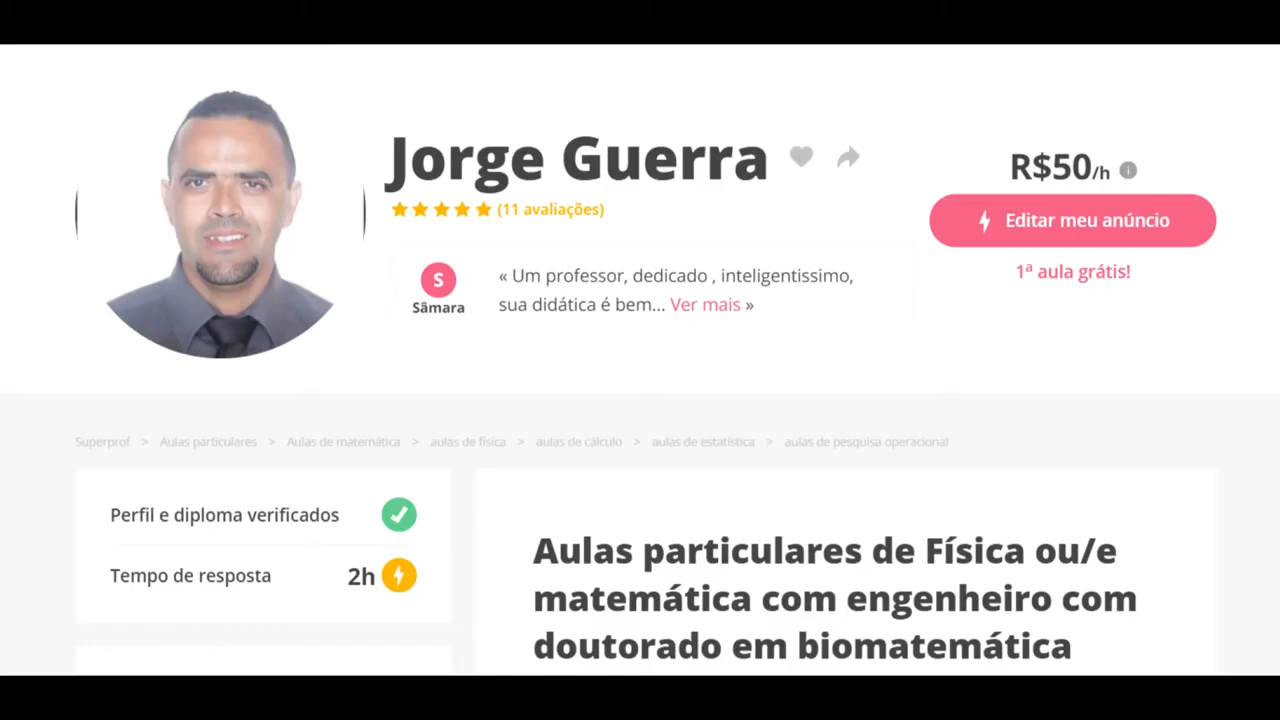 Jorge Guerra
(11 avaliações)
S
Sâmara
« Um professor, dedicado , inteligentissimo,
sua didática é bem... Ver mais »
R$50/h
Editar meu anúncio
1ª aula grátis!
Superprof > Aulas particulares > Aulas de matemática > aulas de física > aulas de cálculo > aulas de estatística > aulas de pesquisa operacional
Perfil e diploma verificados
Tempo de resposta 2h
Aulas particulares de Física ou/e
matemática com engenheiro com
doutorado em biomatemática